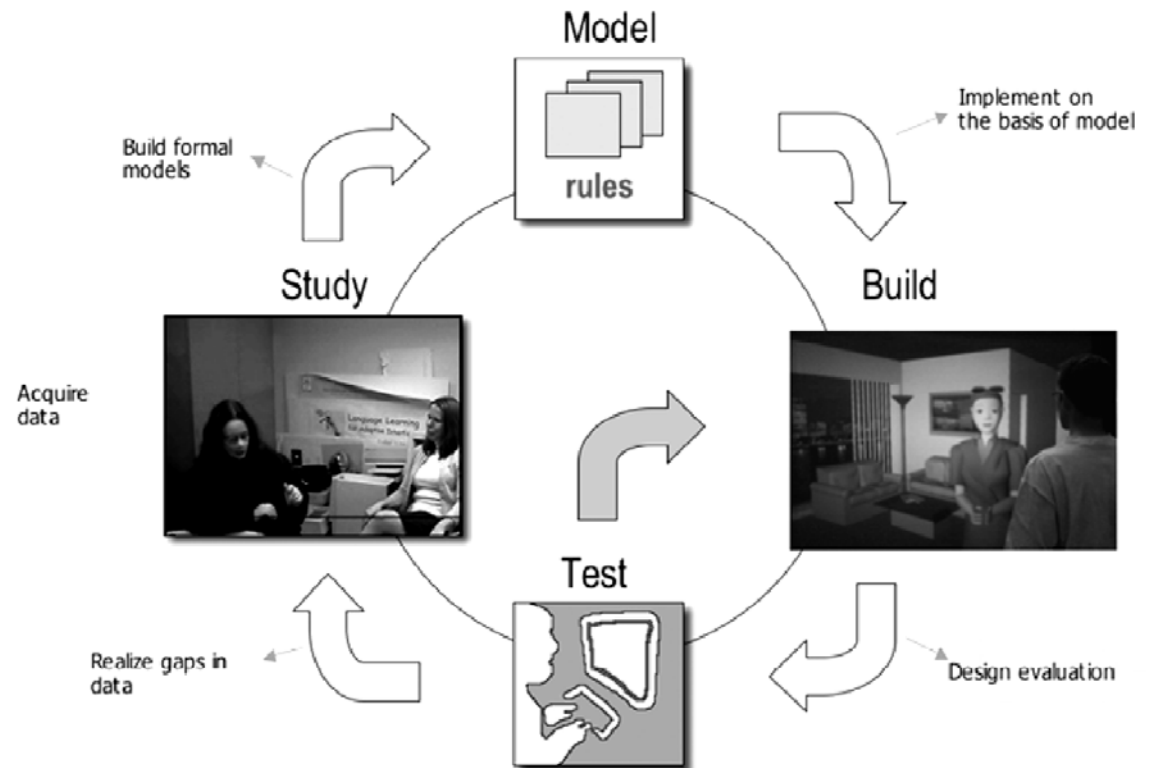 Model
Implement on
the basis of model
Build formal
models
rules
Study
Build
Acquire
data
Language Learning
Test
Realize gaps in
data
Design evaluation